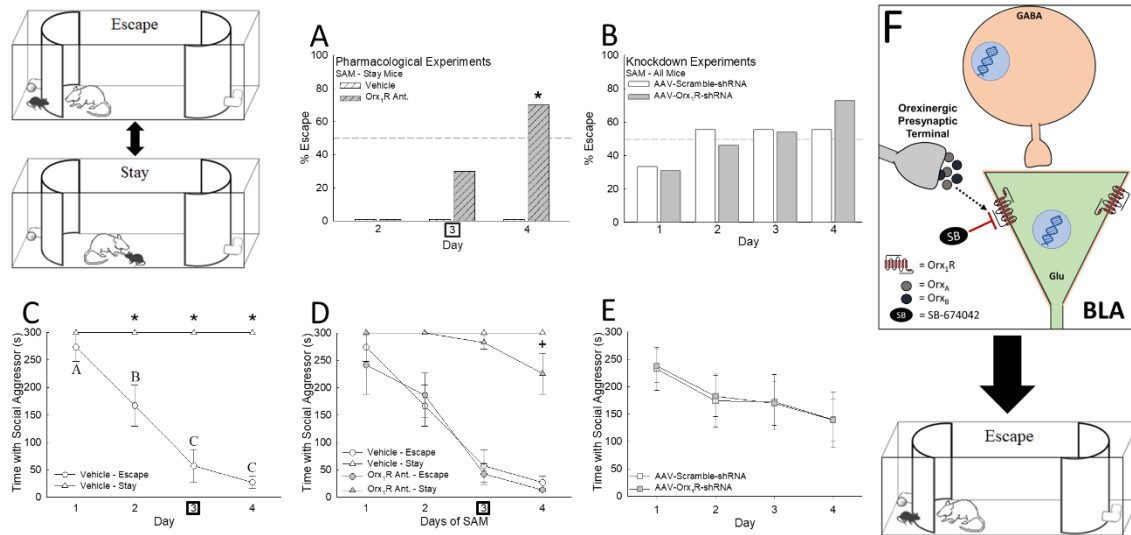 Escape
Stay
A
Pharmacological Experiments
SAM - Stay Mice
Vehicle
Orx₁R Ant.
*
% Escape
80
60
40
20
0
2 3 4
Day
B
Knockdown Experiments
SAM - All Mice
AAV-Scramble-shRNA
AAV-Orx₁R-shRNA
% Escape
80
60
40
20
0
1 2 3 4
Day
F
GABA
Orexinergic
Presynaptic
Terminal
SB
Glu
= Orx₁R
= Orx_A
= Orx_B
SB = SB-674042
BLA
C
* * *
Time with Social Aggressor (s)
300
250
200
150
100
50
0
A
B
C
C
Vehicle - Escape
Vehicle - Stay
1 2 3 4
Day
D
+
Time with Social Aggressor (s)
300
250
200
150
100
50
0
Vehicle - Escape
Vehicle - Stay
Orx₁R Ant. - Escape
Orx₁R Ant. - Stay
1 2 3 4
Days of SAM
E
Time with Social Aggressor (s)
300
250
200
150
100
50
0
AAV-Scramble-shRNA
AAV-Orx₁R-shRNA
1 2 3 4
Day
Escape